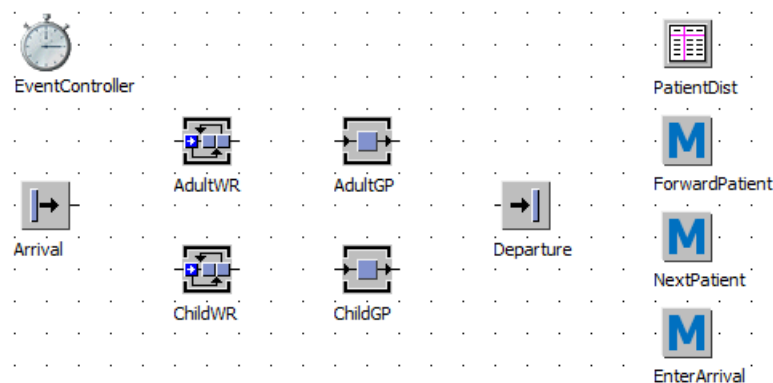 EventController
PatientDist
AdultWR
AdultGP
M
ForwardPatient
Arrival
Departure
M
NextPatient
ChildWR
ChildGP
M
EnterArrival